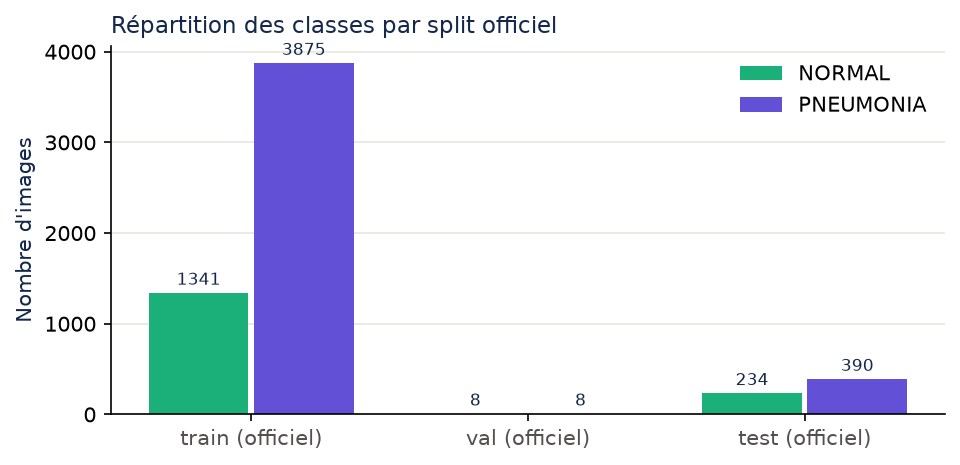 Répartition des classes par split officiel
Nombre d'images
4000
3000
2000
1000
0
3875
1341
8
8
234
390
NORMAL
PNEUMONIA
train (officiel)
val (officiel)
test (officiel)